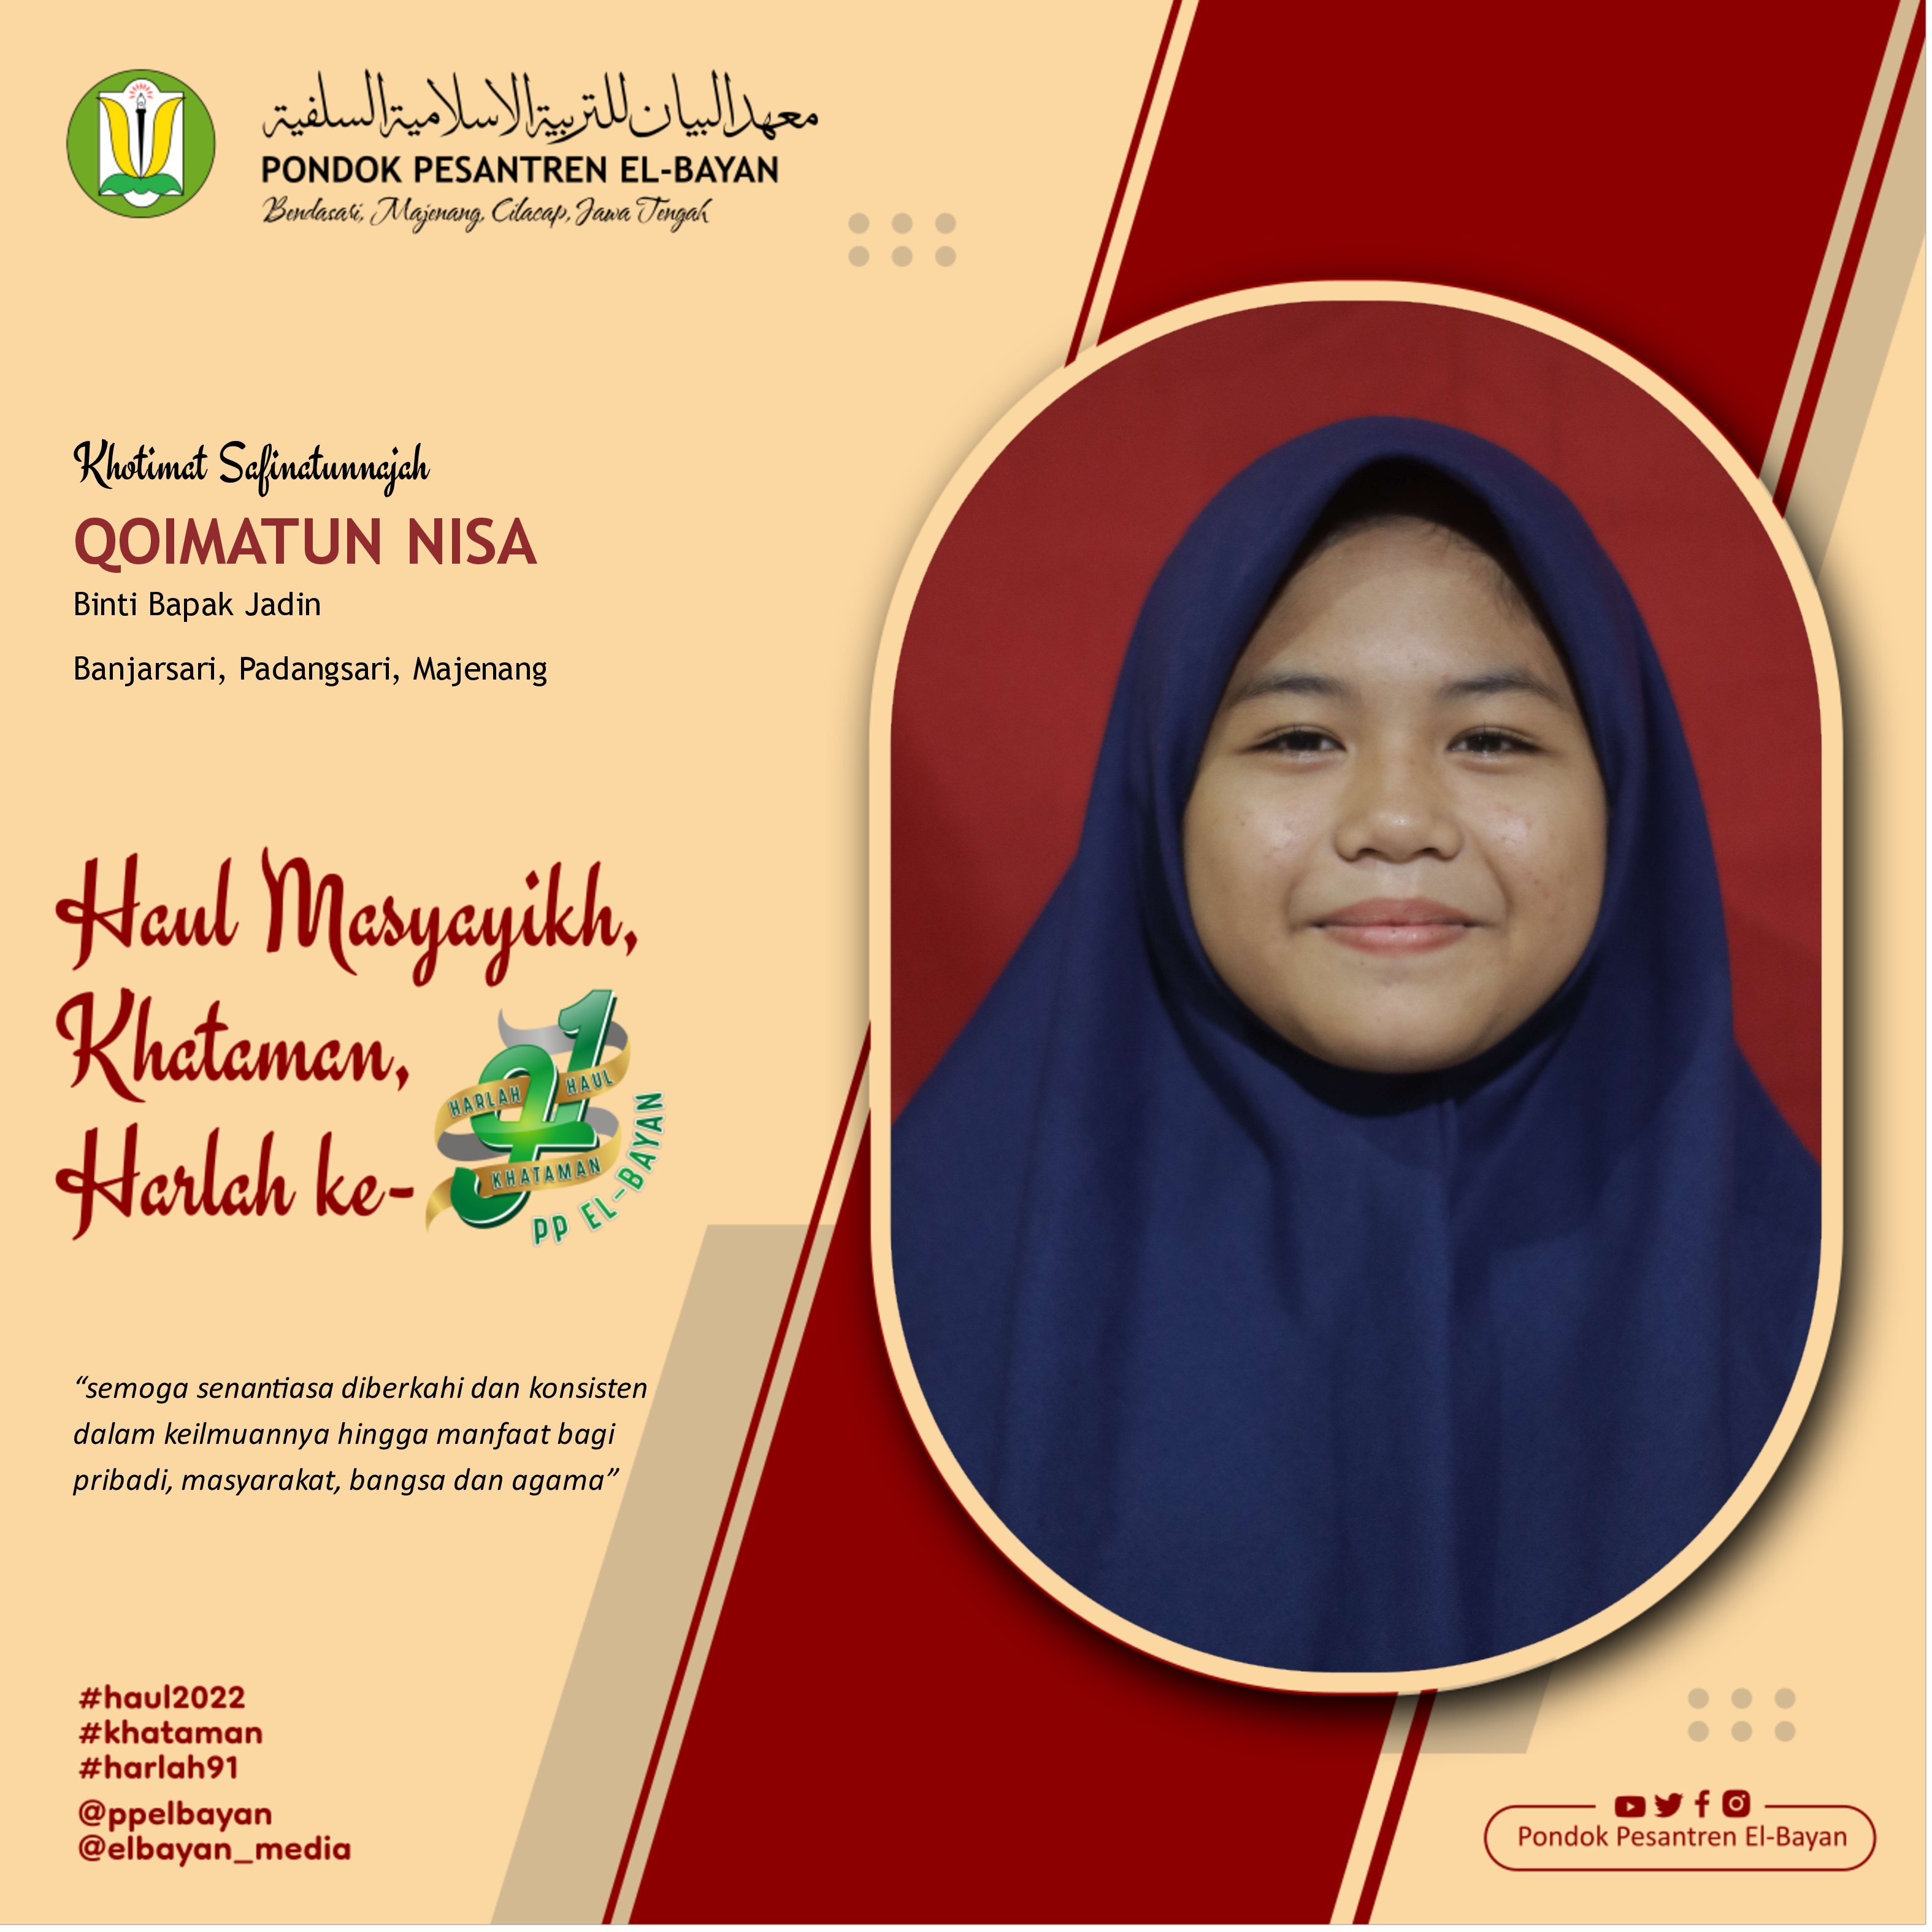 معهد البيان للتربية الاسلامية السلفية
PONDOK PESANTREN EL-BAYAN
Bendasari, Majenang, Cilacap, Jawa Tengah
Khotimat Safinatunnajah
QOIMATUN NISA
Binti Bapak Jadin
Banjarsari, Padangsari, Majenang
Haul Masyayikh,
Khataman,
Harlah ke-
91
HARLAH HAUL
KHATAMAN
PP EL-BAYAN
“semoga senantiasa diberkahi dan konsisten
dalam keilmuannya hingga manfaat bagi
pribadi, masyarakat, bangsa dan agama”
#haul2022
#khataman
#harlah91
@ppelbayan
@elbayan_media
Pondok Pesantren El-Bayan